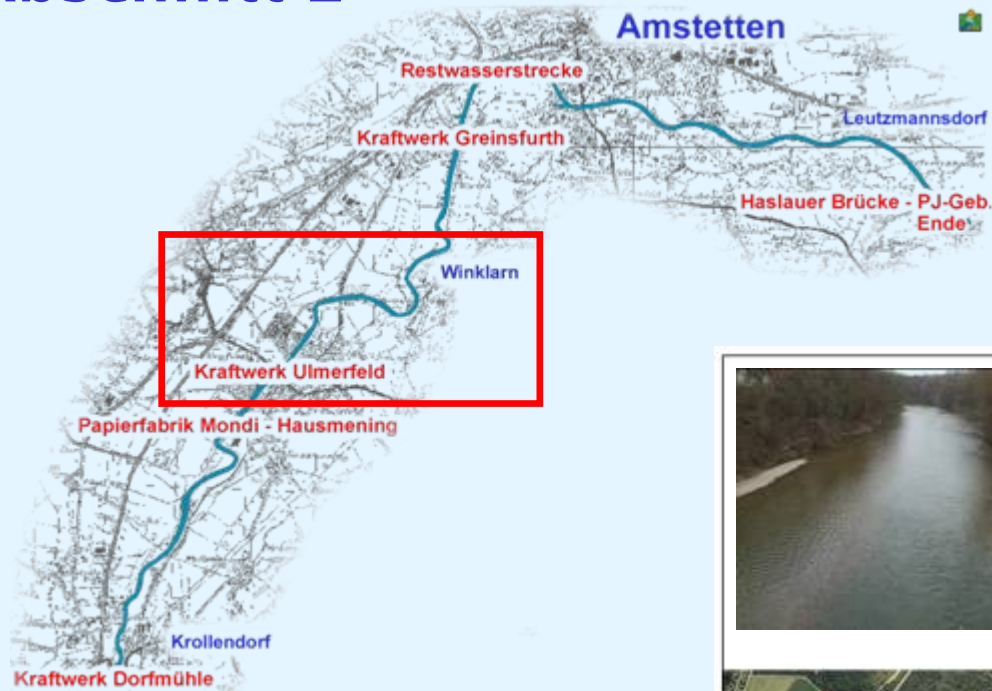 Amstetten
Restwasserstrecke
Leutzmannsdorf
Kraftwerk Greinsfurth
Haslauer Brücke - PJ-Geb.
Ende
Winklarn
Kraftwerk Ulmerfeld
Papierfabrik Mondi - Hausmening
Krollendorf
Kraftwerk Dorfmühle